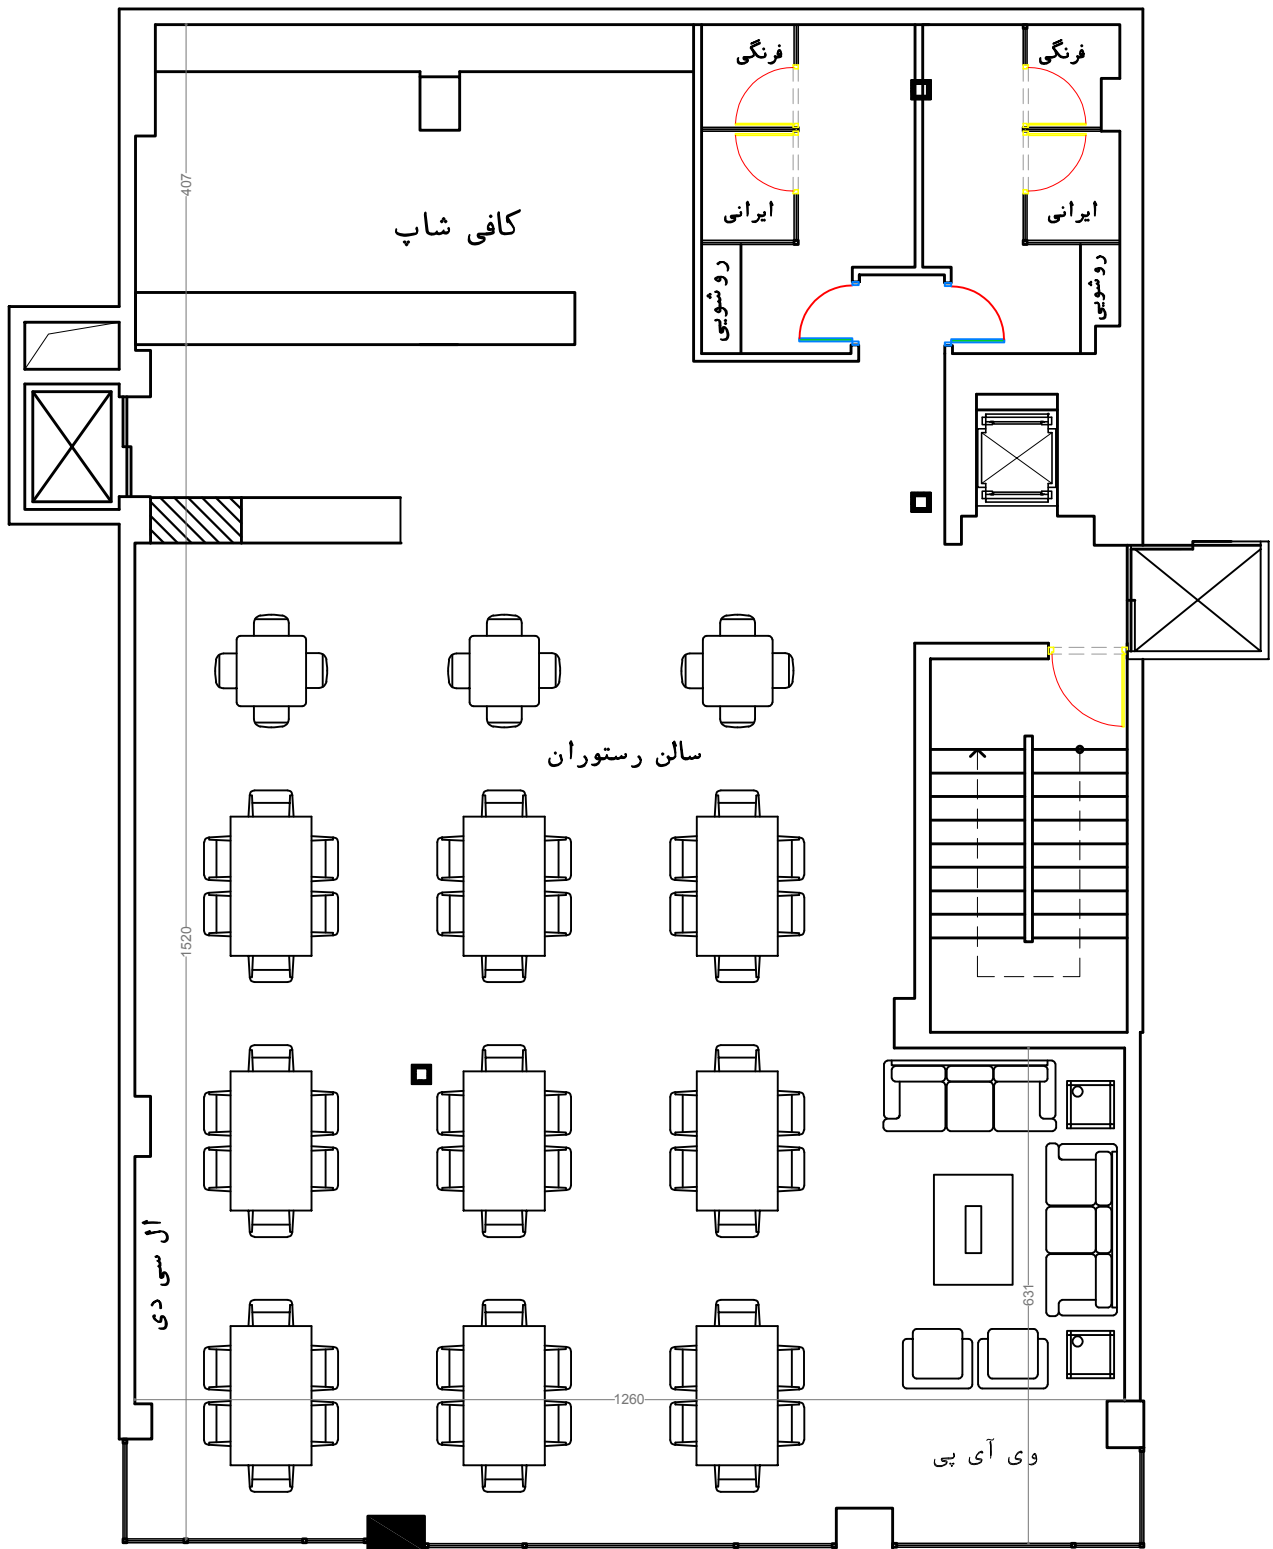 فرنگی
فرنگی
407
ایرانی
ایرانی
کافی شاپ
روشویی
روشویی
سالن رستوران
1520
ال سی دی
631
1260
وی آی پی